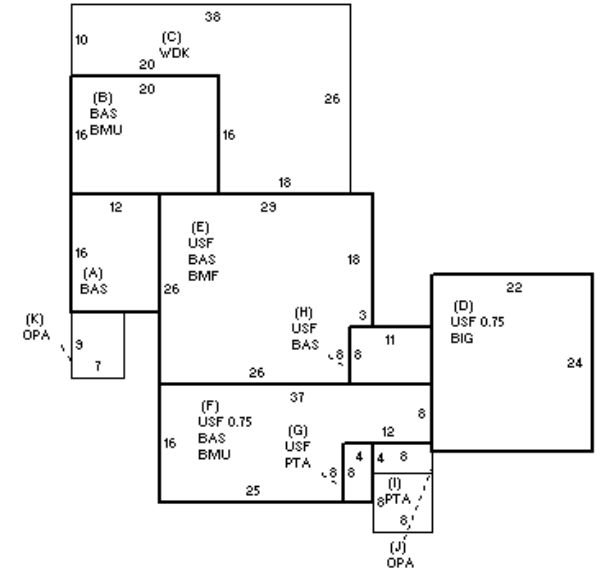 38
10
(C)
WDK
20
20
26
(B)
BAS
16 BMU
16
18
12
29
(E)
USF
BAS
BMF
16
18
(A)
BAS
26
22
(D)
USF 0.75
BIG
(H)
USF
BAS
3
(K)
OPA
11
9
8 8
24
7
26
37
(F)
USF 0.75
BAS
BMU
8
(G)
USF
PTA
12
16
4 4 8
8 8
(I)
PTA
8
25
8
(J)
OPA